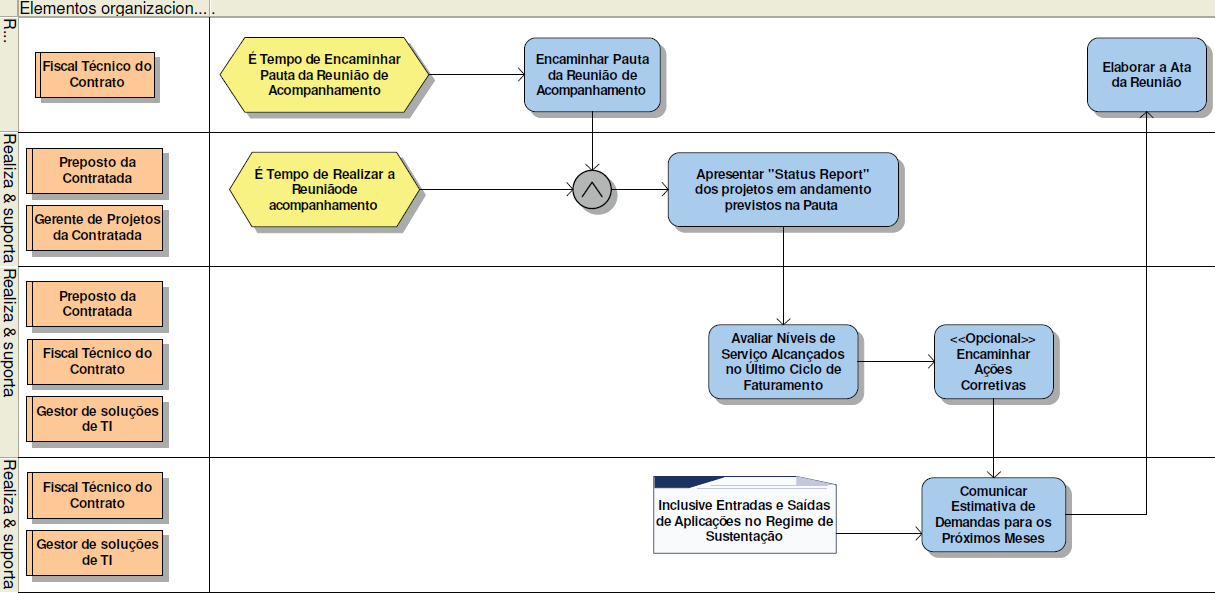 Elementos organizacion... .
R...
Fiscal Técnico do
Contrato
É Tempo de Encaminhar
Pauta da Reunião de
Acompanhamento
Encaminhar Pauta
da Reunião de
Acompanhamento
Elaborar a Ata
da Reunião
Realiza & suporta
Preposto da
Contratada
Gerente de Projetos
da Contratada
É Tempo de Realizar a
Reuniãode
acompanhamento
Apresentar "Status Report"
dos projetos em andamento
previstos na Pauta
Realiza & suporta
Preposto da
Contratada
Fiscal Técnico do
Contrato
Gestor de soluções
de TI
Avaliar Níveis de
Serviço Alcançados
no Último Ciclo de
Faturamento
<<Opcional>>
Encaminhar
Ações
Corretivas
Realiza & suporta
Fiscal Técnico do
Contrato
Gestor de soluções
de TI
Inclusive Entradas e Saídas
de Aplicações no Regime de
Sustentação
Comunicar
Estimativa de
Demandas para os
Próximos Meses